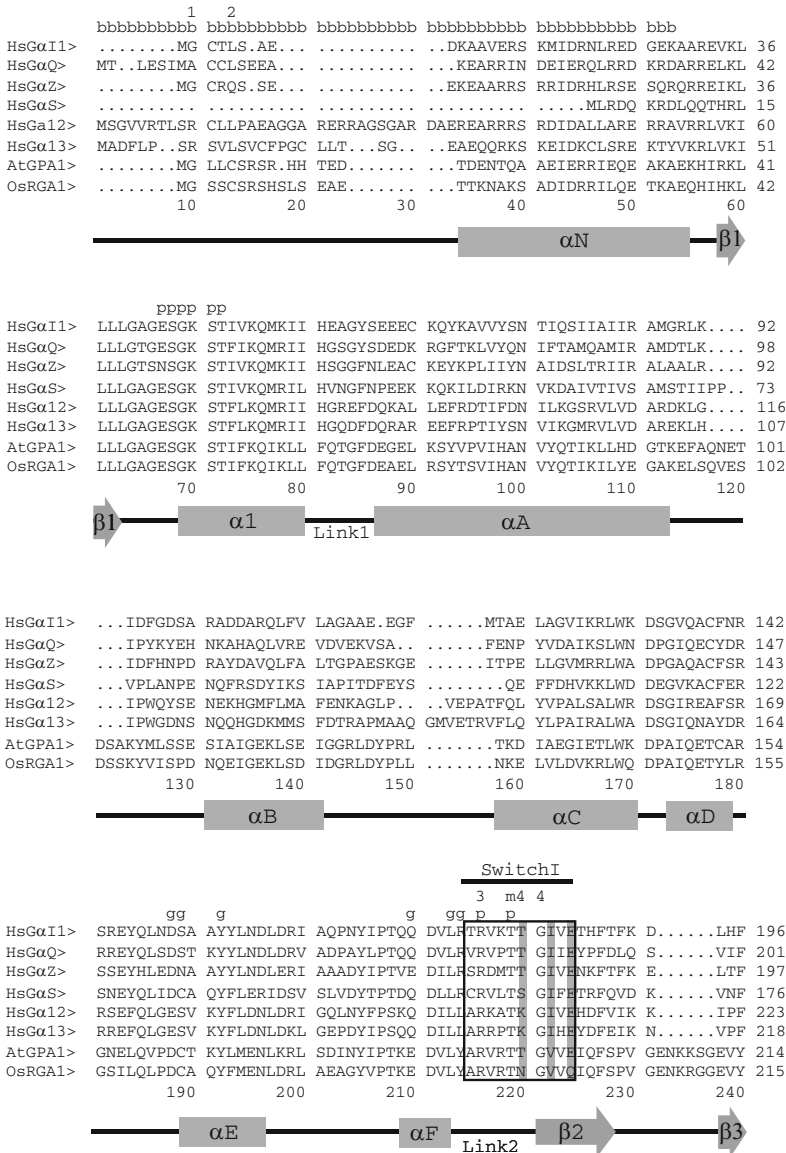 1 2
bbbbbbbbbb bbbbbbbbbb bbbbbbbbbb bbbbbbbbbb bbbbbbbbbb bbb
HsGαI1> ........MG CTLS.AE... .......... ..DKAAVERS KMIDRNLRED GEKAAREVKL 36
HsGαQ> MT..LESIMA CCLSEEA... .......... ..KEARRIND EIERQLRRD KRDARRELKL 42
HsGαZ> ........MG CRQS.SE... .......... ..EKEAARRS RRIDRHLRSE SQRQRREIKL 36
HsGαS> .......... .......... .......... .......... ...MLRDQ KRDLQQTHRL 15
HsGa12> MSGVVRTLSR CLLPAEAGGA RERRAGSGAR DAEREARRRS RDIDALLARE RRAVRRLVKI 60
HsGα13> MADFLP..SR SVLSVCFPGC LLT...SG.. ..EAEQQRKS KEIDKCLSRE KTYVKRLVKI 51
AtGPA1> ........MG LLCSRSR.HH TED....... ..TDENTQA AEIERRIEQE AKAEKHIRKL 41
OsRGA1> ........MG SSCSRSHSLS EAE....... ..TTKNAKS ADIDRRILQE TKAEQHIHKL 42
10 20 30 40 50 60
αN β1
pppp pp
HsGαI1> LLLGAGESGK STIVKQMKII HEAGYSEEEC KQYKAVVYSN TIQSIIAIIR AMGRLK.... 92
HsGαQ> LLLGTGESGK STFIKQMRII HGSGYSDEDK RGFTKLVYQN IFTAMQAMIR AMDTLK.... 98
HsGαZ> LLLGTSNSGK STIVKQMKII HSGGFNLEAC KEYKPLIIYN AIDSLTRIIR ALAALR.... 92
HsGαS> LLLGAGESGK STIVKQMRIL HVNGFNPEEK KQKILDIRKN VKDAIVTIVS AMSTIIPP.. 73
HsGα12> LLLGAGESGK STFLKQMRII HGREFDQKAL LEFRDTIFDN ILKGSRVLVD ARDKLG.... 116
HsGα13> LLLGAGESGK STFLKQMRII HGQDFDQRAR EEFRPTIYSN VIKGMRVLVD AREKLH.... 107
AtGPA1> LLLGAGESGK STIFKQIKLL FQTGFDEGEL KSYVPVIHAN VYQTIKLLHD GTKEFAQNET 101
OsRGA1> LLLGAGESGK STIFKQIKLL FQTGFDEAEL RSYTSVIHAN VYQTIKILYE GAKELSQVES 102
70 80 90 100 110 120
β1 α1 Link1 αA
HsGαI1> ...IDFGDSA RADDARQLFV LAGAAE.EGF ......MTAE LAGVIKRLWK DSGVQACFNR 142
HsGαQ> ...IPYKYEH NKAHAQLVRE VDVEKVSA.. ......FENP YVDAIKSLWN DPGIQECYDR 147
HsGαZ> ...IDFHNPD RAYDAVQLFA LTGPAESKGE ......ITPE LLGVMRRLWA DPGAQACFSR 143
HsGαS> ...VPLANPE NQFRSDYIKS IAPITDFEYS ........QE FFDHVKKLWD DEGVKACFER 122
HsGα12> ...IPWQYSE NEKHGMFLMA FENKAGLP.. ..VEPATFQL YVPALSALWR DSGIREAFSR 169
HsGα13> ...IPWGDNS NQQHGDKMMS FDTRAPMAAQ GMVETRVFLQ YLPAIRALWA DSGIQNAYDR 164
AtGPA1> DSAKYMLSSE SIAIGEKLSE IGGRLDYPRL .......TKD IAEGIETLWK DPAIQETCAR 154
OsRGA1> DSSKYVISPD NQEIGEKLSD IDGRLDYPLL .......NKE LVLDVKRLWQ DPAIQETYLR 155
130 140 150 160 170 180
αB αC αD
SwitchI
3 m4 4
gg g g gg p p
HsGαI1> SREYQLNDSA AYYLNDLDRI AQPNYIPTQQ DVLRTRVKTT GIVETHFTFK D......LHF 196
HsGαQ> RREYQLSDST KYYLNDLDRV ADPAYLPTQQ DVLRVRVPTT GIIEYPFDLQ S......VIF 201
HsGαZ> SSEYHLEDNA AYYLNDLERI AAADYIPTVE DILRSRDMTT GIVENKFTFK E......LTF 197
HsGαS> SNEYQLIDCA QYFLERIDSV SLVDYTPTDQ DLLRCRVLTS GIFETRFQVD K......VNF 176
HsGα12> RSEFQLGESV KYFLDNLDRI GQLNYFPSKQ DILLARKATK GIVEHDFVIK K......IPF 223
HsGα13> RREFQLGESV KYFLDNLDKL GEPDYIPSQQ DILLARRPTK GIHEYDFEIK N......VPF 218
AtGPA1> GNELQVPDCT KYLMENLKRL SDINYIPTKE DVLYARVRTT GVVEIQFSPV GENKKSGEVY 214
OsRGA1> GSILQLPDCA QYFMENLDRL AEAGYVPTKE DVLYARVRTN GVVQIQFSPV GENKRGGEVY 215
190 200 210 220 230 241
αE αF Link2 β2 β3